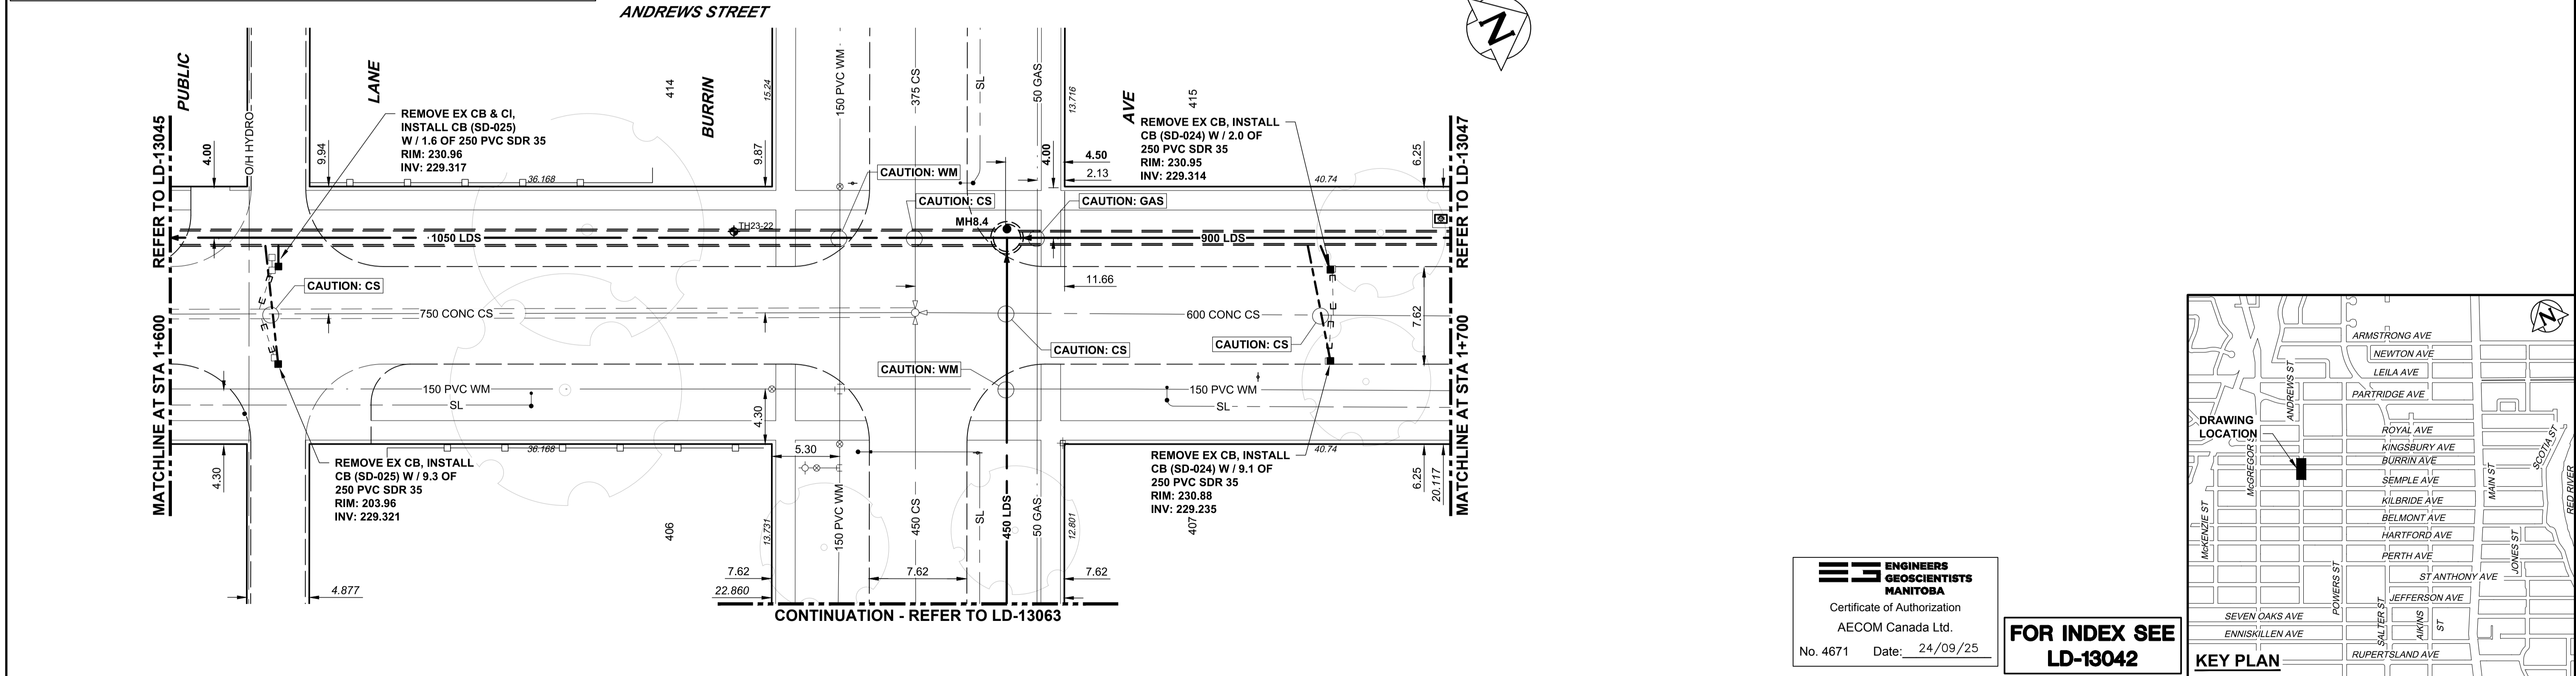 ANDREWS STREET
PUBLIC
LANE
BURRIN
AVE
414
415
406
407
REFER TO LD-13045
MATCHLINE AT STA 1+600
REFER TO LD-13047
MATCHLINE AT STA 1+700
4.00
O/H HYDRO
9.94
REMOVE EX CB & CI,
INSTALL CB (SD-025)
W / 1.6 OF 250 PVC SDR 35
RIM: 230.96
INV: 229.317
36.168
15.24
9.87
150 PVC WM
375 CS
SL
50 GAS
13.716
4.00
4.50
2.13
REMOVE EX CB, INSTALL
CB (SD-024) W / 2.0 OF
250 PVC SDR 35
RIM: 230.95
INV: 229.314
40.74
6.25
CAUTION: WM
CAUTION: CS
CAUTION: GAS
MH8.4
TH23-22
1050 LDS
900 LDS
CAUTION: CS
11.66
750 CONC CS
600 CONC CS
7.62
CAUTION: CS
CAUTION: CS
CAUTION: WM
150 PVC WM
SL
150 PVC WM
SL
4.30
4.30
5.30
36.168
REMOVE EX CB, INSTALL
CB (SD-025) W / 9.3 OF
250 PVC SDR 35
RIM: 203.96
INV: 229.321
REMOVE EX CB, INSTALL
CB (SD-024) W / 9.1 OF
250 PVC SDR 35
RIM: 230.88
INV: 229.235
40.74
6.25
20.117
13.731
150 PVC WM
450 CS
SL
450 LDS
50 GAS
12.801
4.877
7.62
22.860
7.62
7.62
CONTINUATION - REFER TO LD-13063
N
ENGINEERS
GEOSCIENTISTS
MANITOBA
Certificate of Authorization
AECOM Canada Ltd.
No. 4671 Date: 24/09/25
FOR INDEX SEE
LD-13042
N
ARMSTRONG AVE
NEWTON AVE
LEILA AVE
PARTRIDGE AVE
ANDREWS ST
DRAWING
LOCATION
McGREGOR S
ROYAL AVE
KINGSBURY AVE
BURRIN AVE
SEMPLE AVE
KILBRIDE AVE
BELMONT AVE
HARTFORD AVE
PERTH AVE
ST ANTHONY AVE
JEFFERSON AVE
SEVEN OAKS AVE
ENNISKILLEN AVE
RUPERTSLAND AVE
McKENZIE ST
POWERS ST
SALTER ST
AIKINS
ST
MAIN ST
JONES ST
SCOTIA ST
RED RIVER
KEY PLAN